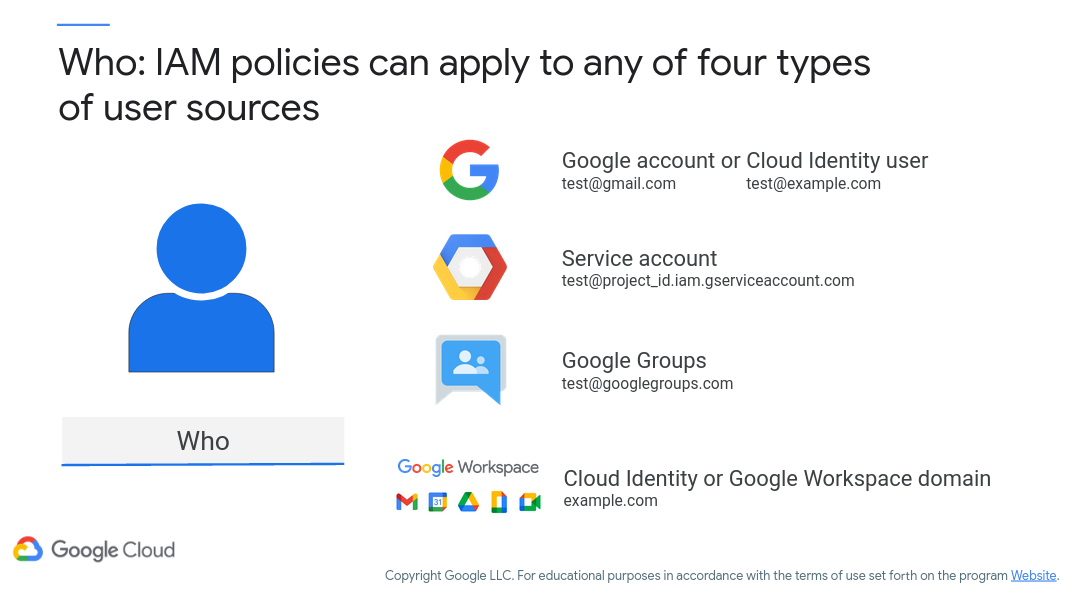 Who: IAM policies can apply to any of four types
of user sources
Google account or Cloud Identity user
test@gmail.com test@example.com
Service account
test@project_id.iam.gserviceaccount.com
Google Groups
test@googlegroups.com
Who
Google Workspace
31
Cloud Identity or Google Workspace domain
example.com
Google Cloud
Copyright Google LLC. For educational purposes in accordance with the terms of use set forth on the program Website.